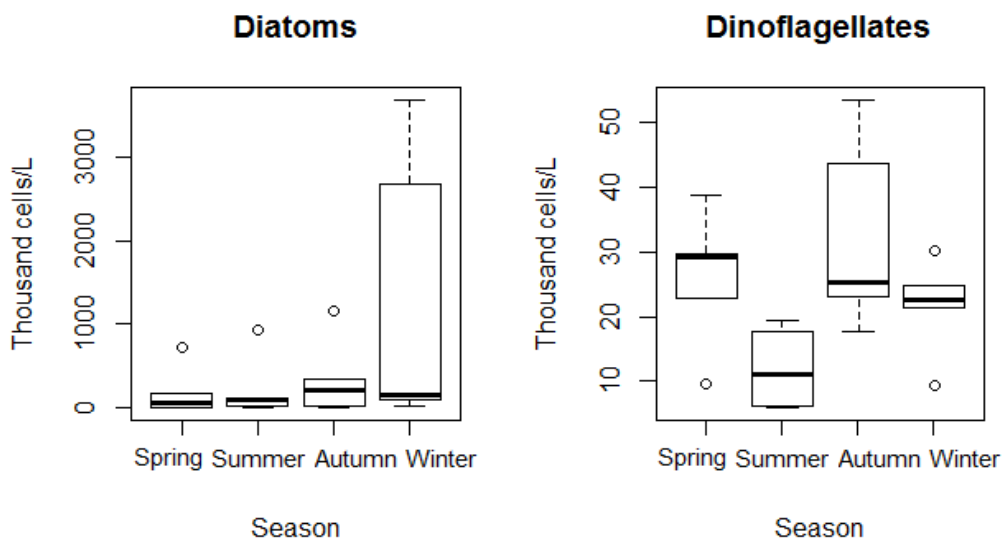 Diatoms
Thousand cells/L
3000
2000
1000
0
Spring Summer Autumn Winter
Season
Dinoflagellates
Thousand cells/L
50
40
30
20
10
Spring Summer Autumn Winter
Season